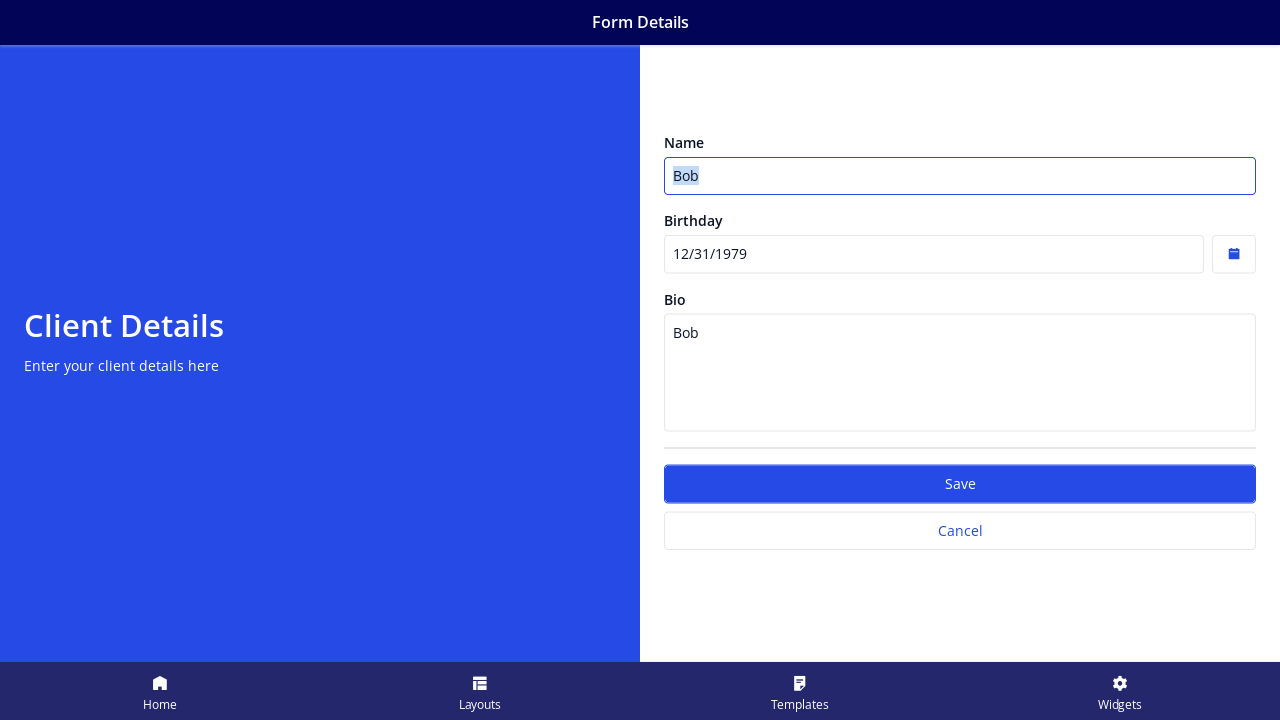 Form Details
Client Details
Enter your client details here
Name
Bob
Birthday
12/31/1979
Bio
Bob
Save
Cancel
Home
Layouts
Templates
Widgets